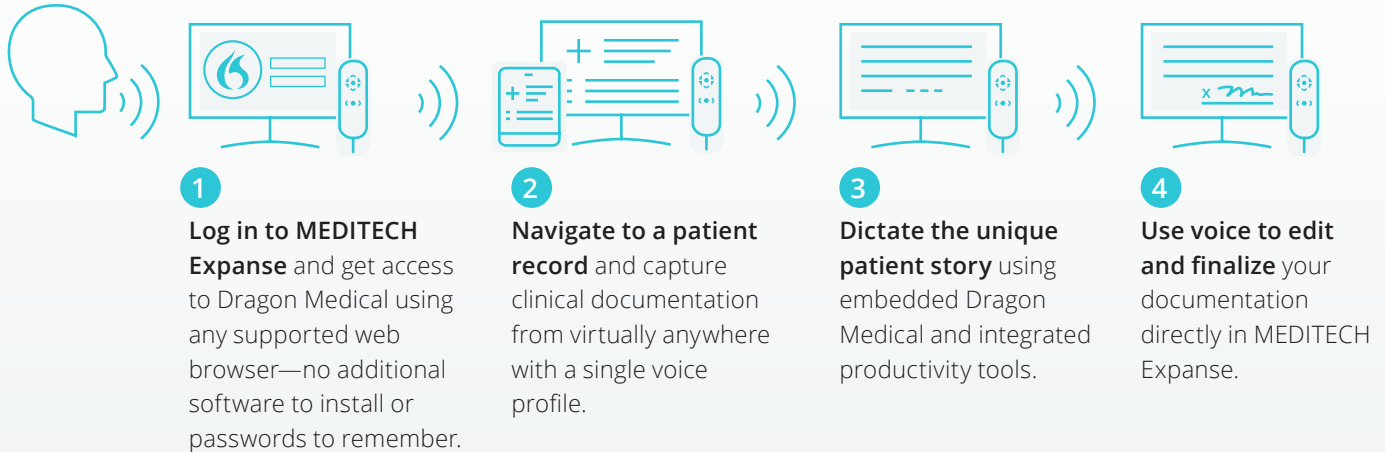 1
Log in to MEDITECH
Expanse and get access
to Dragon Medical using
any supported web
browser—no additional
software to install or
passwords to remember.
2
Navigate to a patient
record and capture
clinical documentation
from virtually anywhere
with a single voice
profile.
3
Dictate the unique
patient story using
embedded Dragon
Medical and integrated
productivity tools.
x
4
Use voice to edit
and finalize your
documentation
directly in MEDITECH
Expanse.